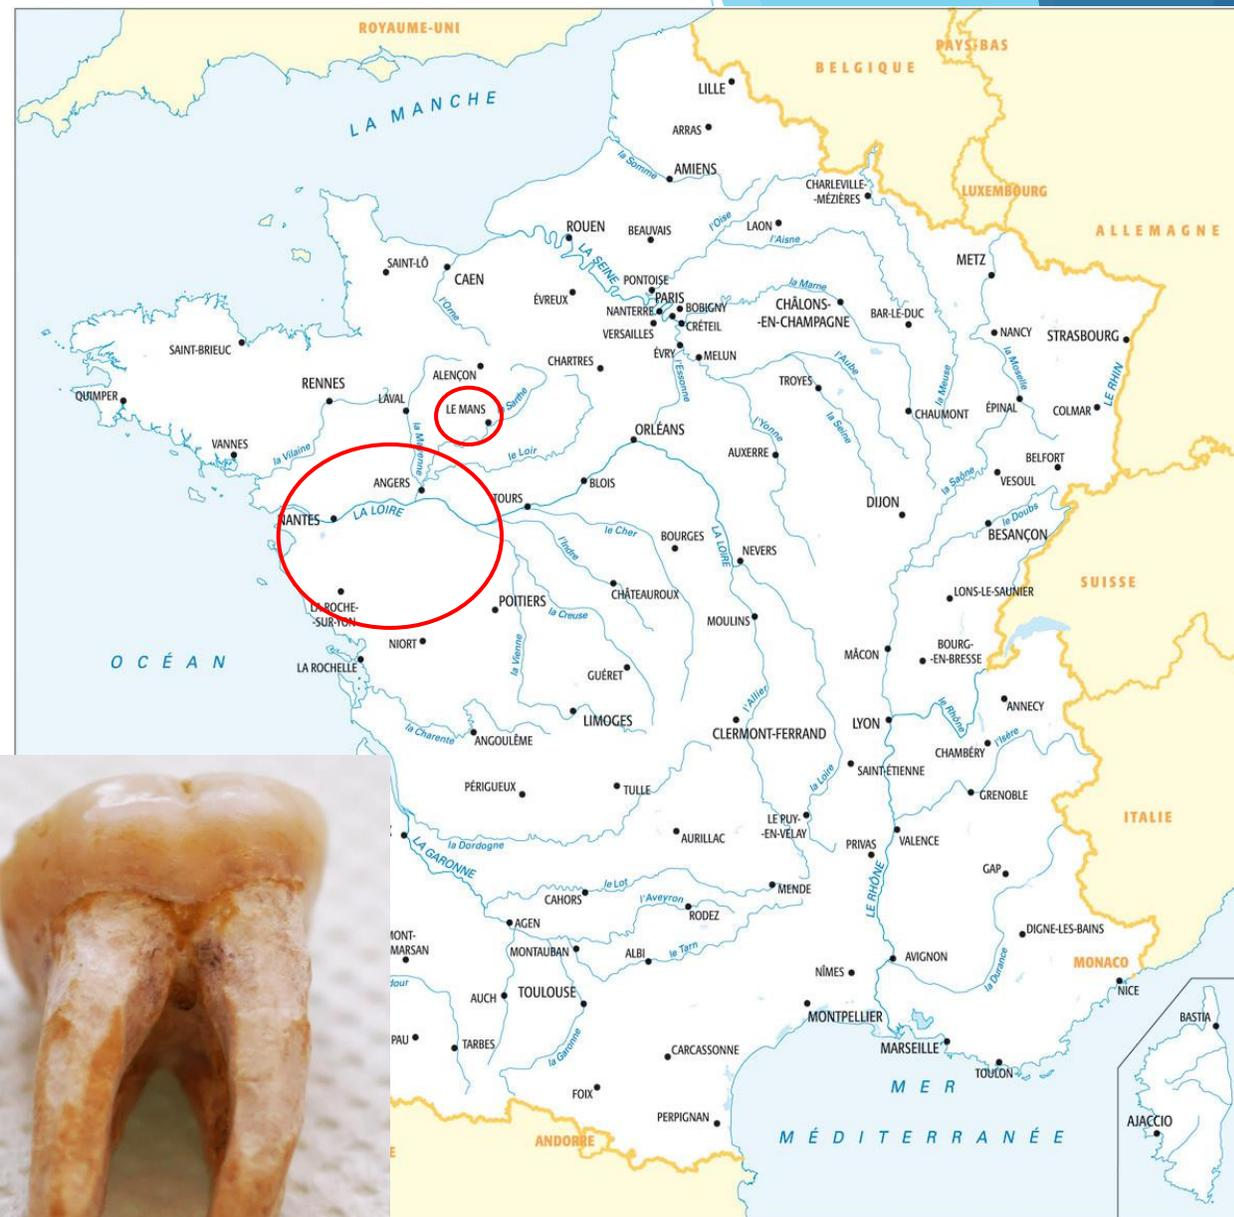 ROYAUME-UNI
PAYS-BAS
BELGIQUE
LILLE
LA MANCHE
ARRAS
la Somme
AMIENS
CHARLEVILLE-
-MÉZIÈRES
LUXEMBOURG
ROUEN
BEAUVAIS
l'Oise
LAON
l'Aisne
ALLEMAGNE
LA SEINE
METZ
SAINT-LÔ
CAEN
PONTOISE
la Marne
ÉVREUX
PARIS
BOBIGNY
NANTERRE
CRÉTEIL
VERSAILLES
CHÂLONS-
-EN-CHAMPAGNE
BAR-LE-DUC
l'Orne
NANCY
STRASBOURG
SAINT-BRIEUC
ÉVRY
MELUN
CHARTRES
ALENÇON
l'Essonne
TROYES
l'Aube
la Meuse
la Moselle
LE RHIN
RENNES
QUIMPER
LAVAL
LE MANS
la Sarthe
ÉPINAL
COLMAR
CHAUMONT
la Seine
ORLÉANS
l'Yonne
VANNES
la Vilaine
la Mayenne
le Loir
AUXERRE
BELFORT
la Saône
VESOUL
ANGERS
BLOIS
TOURS
DIJON
NANTES
LA LOIRE
le Cher
le Doubs
BESANÇON
BOURGES
LA LOIRE
NEVERS
l'Indre
SUISSE
CHÂTEAUROUX
LONS-LE-SAUNIER
LA ROCHE-
-SUR-YON
POITIERS
la Creuse
MOULINS
NIORT
la Vienne
MÂCON
BOURG-
-EN-BRESSE
OCÉAN
LA ROCHELLE
GUÉRET
l'Allier
ANNECY
LIMOGES
LYON
le Rhône
la Charente
ANGOULÊME
CLERMONT-FERRAND
CHAMBÉRY
l'Isère
la Loire
SAINT-ÉTIENNE
PÉRIGUEUX
TULLE
GRENOBLE
ITALIE
LE PUY-
-EN-VELAY
LA GARONNE
la Dordogne
AURILLAC
PRIVAS
VALENCE
GAP
le Lot
CAHORS
MENDE
LE RHÔNE
l'Aveyron
RODEZ
AGEN
MONT-
MARSAN
MONTAUBAN
ALBI
le Tarn
DIGNE-LES-BAINS
AVIGNON
la Durance
MONACO
NÎMES
NICE
dour
AUCH
TOULOUSE
MONTPELLIER
BASTIA
PAU
TARBES
la Garonne
CARCASSONNE
MARSEILLE
TOULON
MER
FOIX
PERPIGNAN
MÉDITERRANÉE
AJACCIO
ANDORRE
E